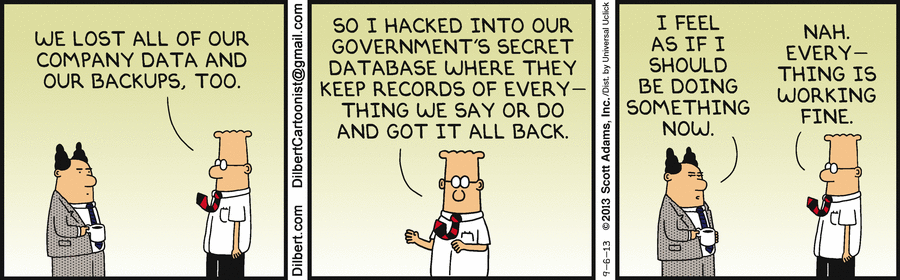 WE LOST ALL OF OUR
COMPANY DATA AND
OUR BACKUPS, TOO.
Dilbert.com DilbertCartoonist@gmail.com
SO I HACKED INTO OUR
GOVERNMENT'S SECRET
DATABASE WHERE THEY
KEEP RECORDS OF EVERY–
THING WE SAY OR DO
AND GOT IT ALL BACK.
9-6-13 ©2013 Scott Adams, Inc. /Dist. by Universal Uclick
I FEEL
AS IF I
SHOULD
BE DOING
SOMETHING
NOW.
NAH.
EVERY–
THING IS
WORKING
FINE.